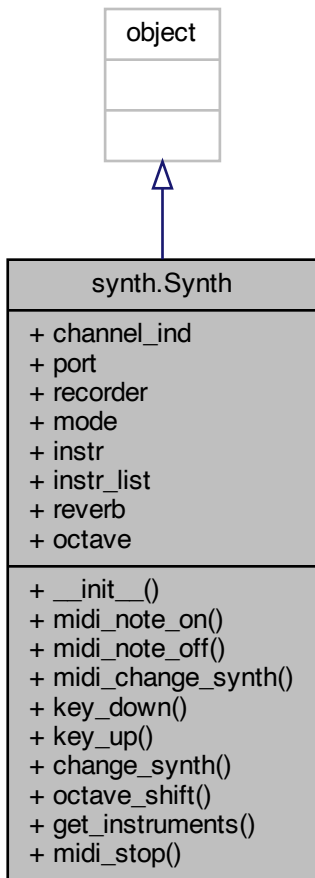 object
synth.Synth
+ channel_ind
+ port
+ recorder
+ mode
+ instr
+ instr_list
+ reverb
+ octave
+ __init__()
+ midi_note_on()
+ midi_note_off()
+ midi_change_synth()
+ key_down()
+ key_up()
+ change_synth()
+ octave_shift()
+ get_instruments()
+ midi_stop()